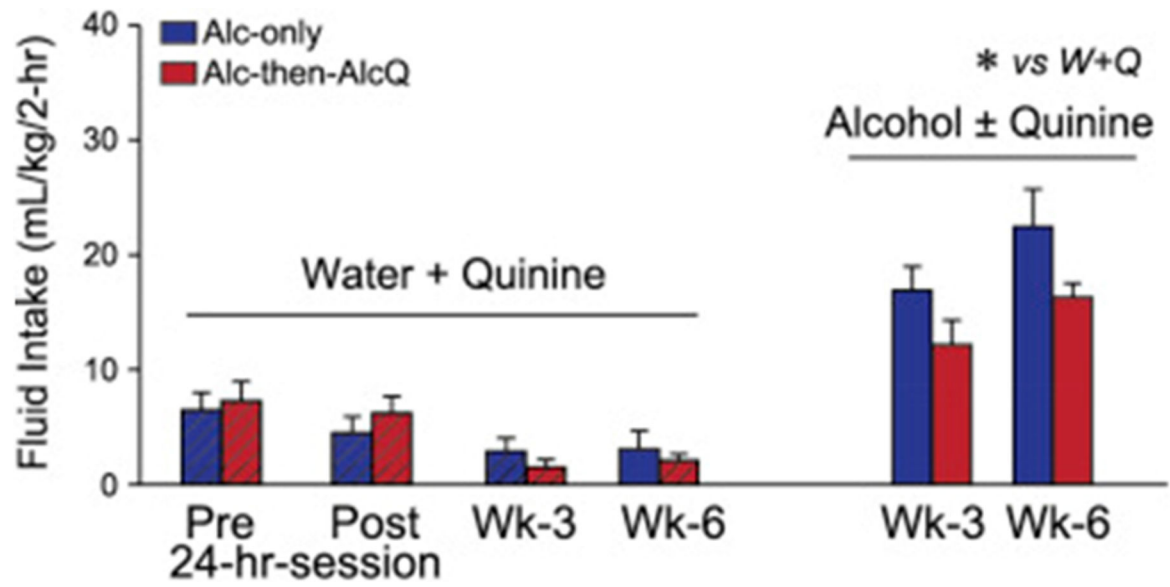 Fluid Intake (mL/kg/2-hr)
40
30
20
10
0
Alc-only
Alc-then-AlcQ
* vs W+Q
Alcohol ± Quinine
Water + Quinine
Pre Post Wk-3 Wk-6 Wk-3 Wk-6
24-hr-session